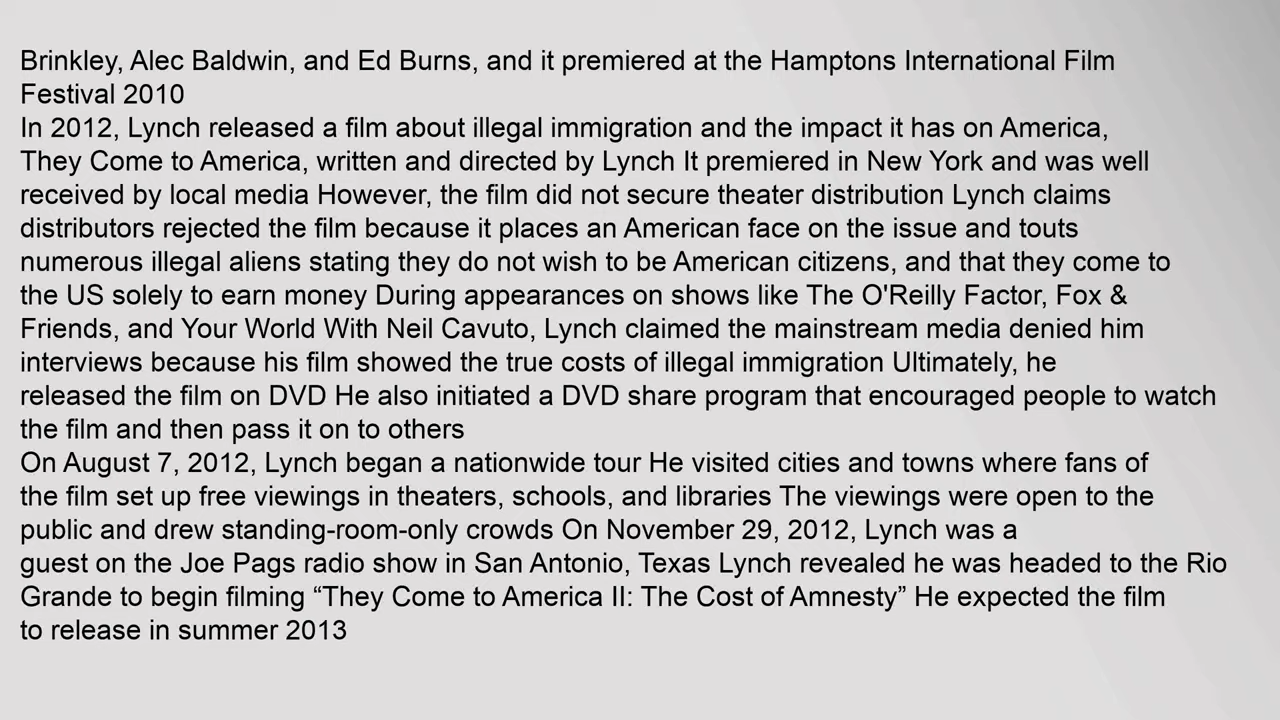 Brinkley, Alec Baldwin, and Ed Burns, and it premiered at the Hamptons International Film
Festival 2010
In 2012, Lynch released a film about illegal immigration and the impact it has on America,
They Come to America, written and directed by Lynch It premiered in New York and was well
received by local media However, the film did not secure theater distribution Lynch claims
distributors rejected the film because it places an American face on the issue and touts
numerous illegal aliens stating they do not wish to be American citizens, and that they come to
the US solely to earn money During appearances on shows like The O'Reilly Factor, Fox &
Friends, and Your World With Neil Cavuto, Lynch claimed the mainstream media denied him
interviews because his film showed the true costs of illegal immigration Ultimately, he
released the film on DVD He also initiated a DVD share program that encouraged people to watch
the film and then pass it on to others
On August 7, 2012, Lynch began a nationwide tour He visited cities and towns where fans of
the film set up free viewings in theaters, schools, and libraries The viewings were open to the
public and drew standing-room-only crowds On November 29, 2012, Lynch was a
guest on the Joe Pags radio show in San Antonio, Texas Lynch revealed he was headed to the Rio
Grande to begin filming “They Come to America II: The Cost of Amnesty” He expected the film
to release in summer 2013